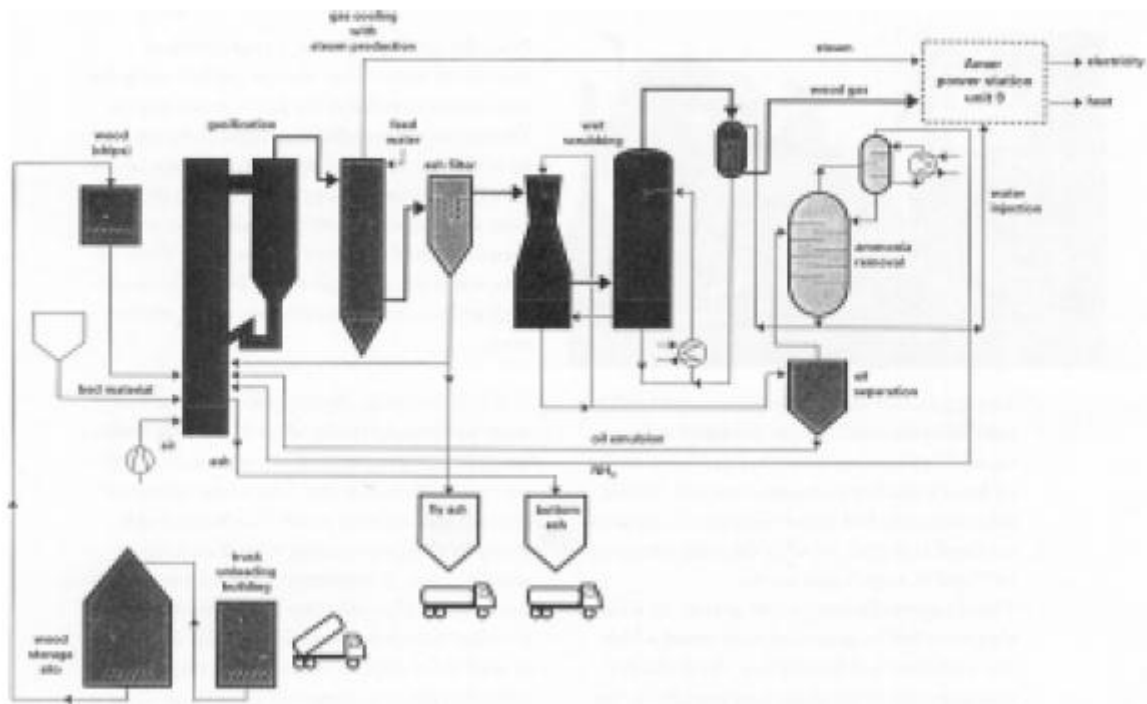 gas cooling
with
steam production
steam
Amer
power station
unit 9
electricity
heat
wood gas
wood
(chips)
gasification
feed
water
wet
scrubbing
ash filter
water
injection
ammonia
removal
bed material
oil
separation
air
ash
oil emulsion
NH₃
fly ash
bottom
ash
truck
unloading
building
wood
storage
silo